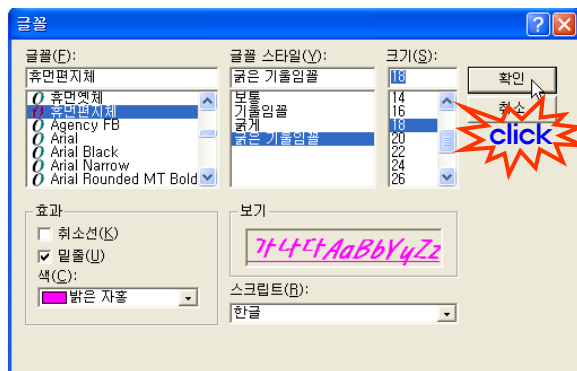 글꼴
글꼴(F):
휴먼편지체
휴먼옛체
휴먼편지체
Agency FB
Arial
Arial Black
Arial Narrow
Arial Rounded MT Bold
글꼴 스타일(Y):
굵은 기울임꼴
보통
기울임꼴
굵게
굵은 기울임꼴
크기(S):
18
14
16
18
20
22
24
26
확인
취소
click
효과
취소선(K)
밑줄(U)
색(C):
밝은 자홍
보기
가나다AaBbYyZz
스크립트(R):
한글